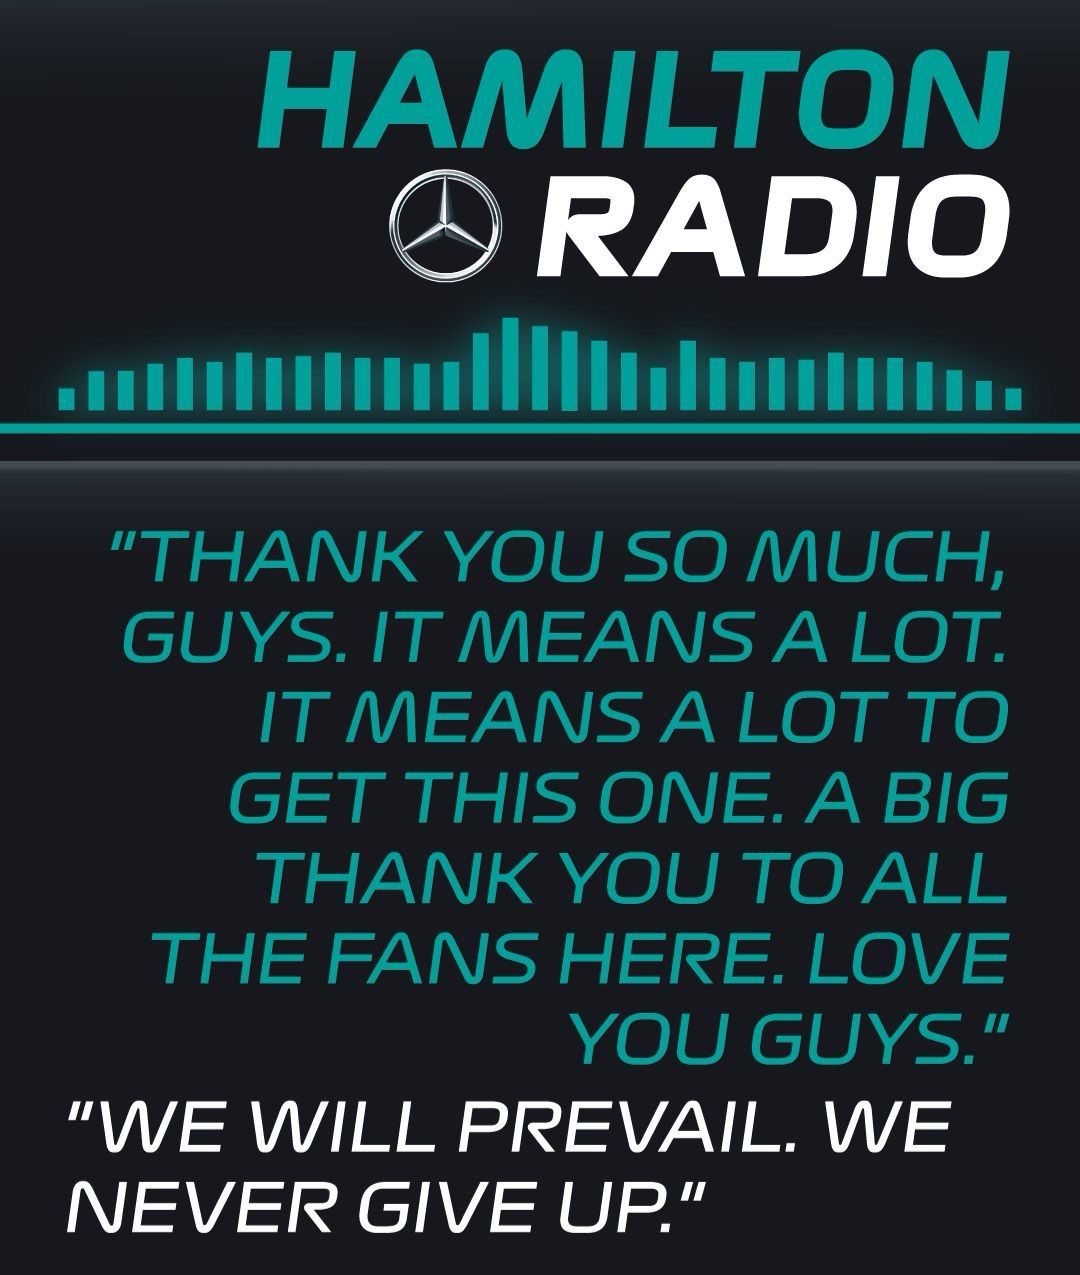 HAMILTON
RADIO
"THANK YOU SO MUCH,
GUYS. IT MEANS A LOT.
IT MEANS A LOT TO
GET THIS ONE. A BIG
THANK YOU TO ALL
THE FANS HERE. LOVE
YOU GUYS."
"WE WILL PREVAIL. WE
NEVER GIVE UP."